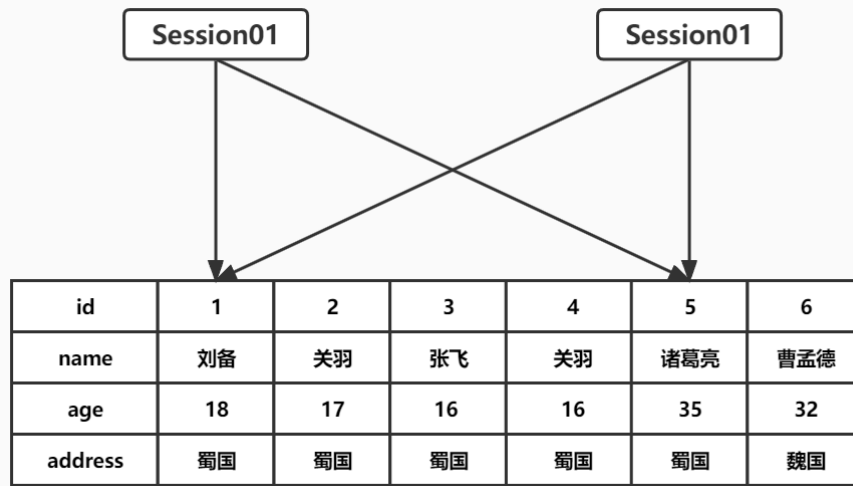 Session01 Session01
id 1 2 3 4 5 6
name 刘备 关羽 张飞 关羽 诸葛亮 曹孟德
age 18 17 16 16 35 32
address 蜀国 蜀国 蜀国 蜀国 蜀国 魏国